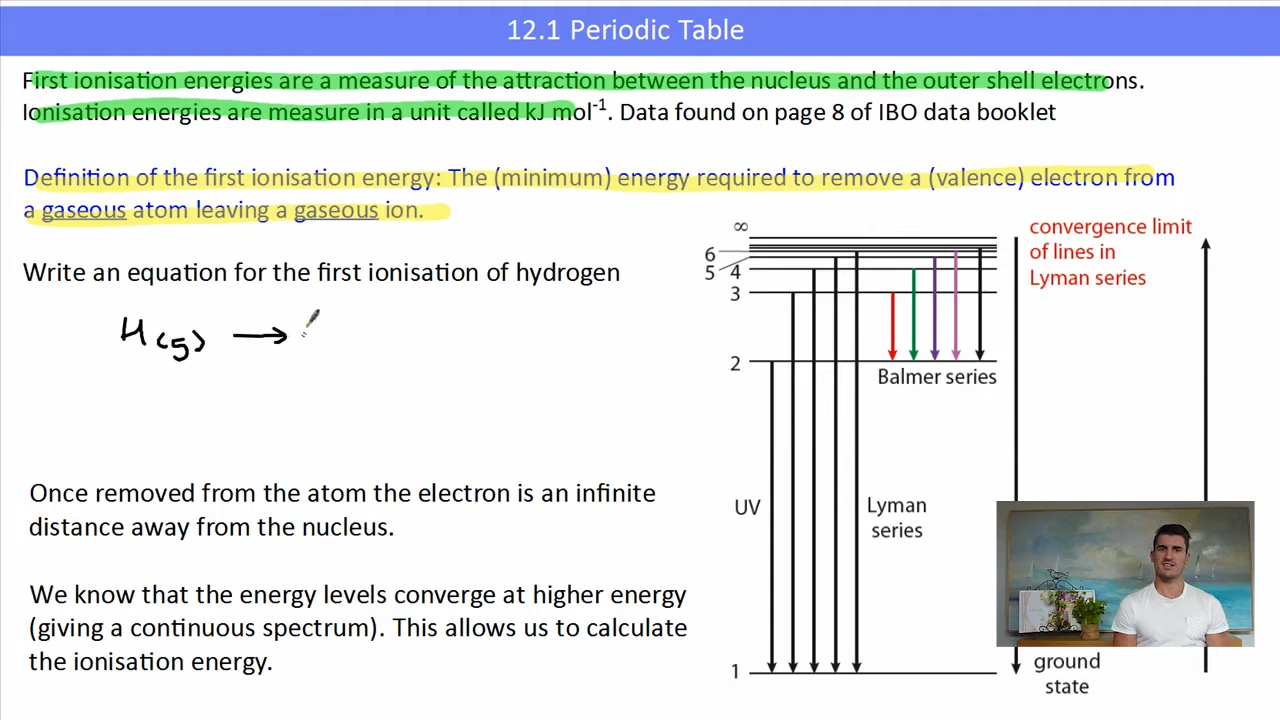 12.1 Periodic Table
First ionisation energies are a measure of the attraction between the nucleus and the outer shell electrons.
Ionisation energies are measure in a unit called kJ mol⁻¹. Data found on page 8 of IBO data booklet
Definition of the first ionisation energy: The (minimum) energy required to remove a (valence) electron from
a gaseous atom leaving a gaseous ion.
Write an equation for the first ionisation of hydrogen
H(g) →
Once removed from the atom the electron is an infinite
distance away from the nucleus.
We know that the energy levels converge at higher energy
(giving a continuous spectrum). This allows us to calculate
the ionisation energy.
∞
6
5 4
3
2
1
convergence limit
of lines in
Lyman series
Balmer series
UV
Lyman
series
ground
state